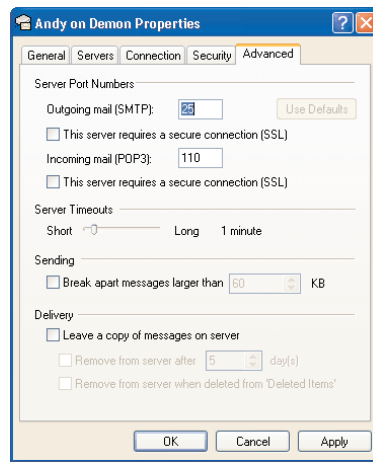 Andy on Demon Properties
General Servers Connection Security Advanced
Server Port Numbers
Outgoing mail (SMTP): 25 Use Defaults
This server requires a secure connection (SSL)
Incoming mail (POP3): 110
This server requires a secure connection (SSL)
Server Timeouts
Short Long 1 minute
Sending
Break apart messages larger than 60 KB
Delivery
Leave a copy of messages on server
Remove from server after 5 day(s)
Remove from server when deleted from 'Deleted Items'
OK Cancel Apply